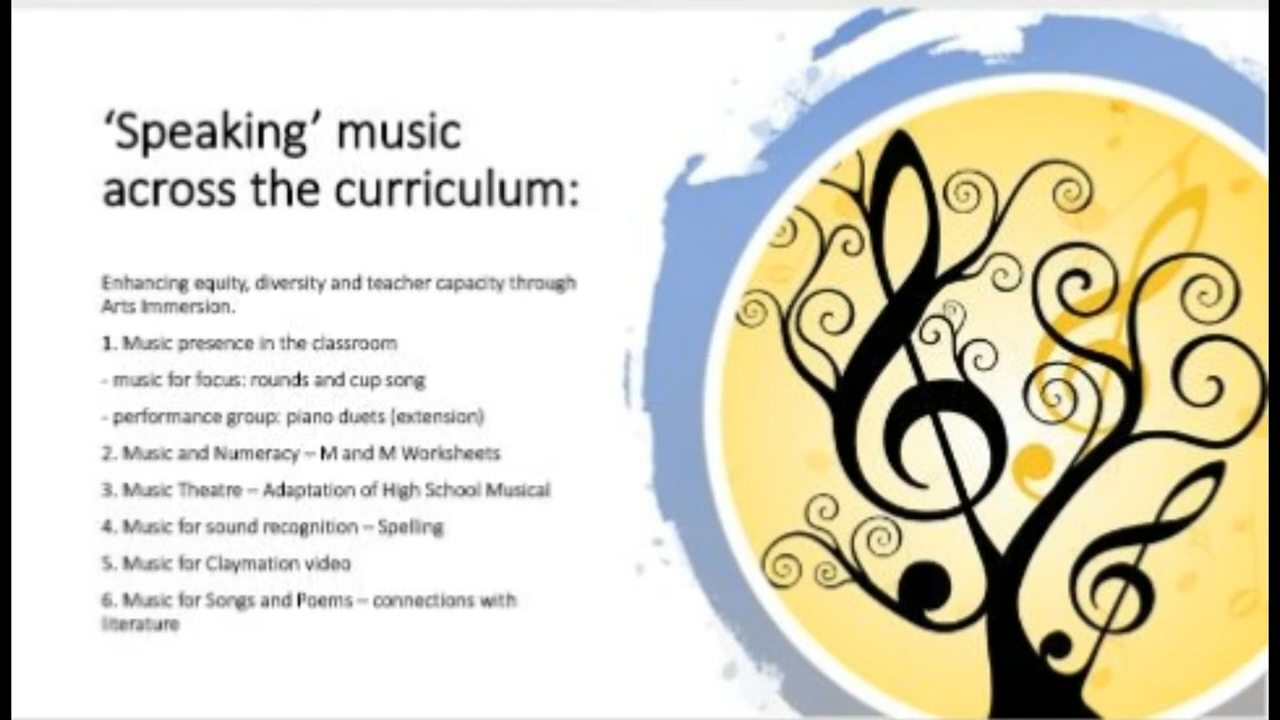 ‘Speaking’ music
across the curriculum:
Enhancing equity, diversity and teacher capacity through
Arts Immersion.
1. Music presence in the classroom
- music for focus: rounds and cup song
- performance group: piano duets (extension)
2. Music and Numeracy – M and M Worksheets
3. Music Theatre – Adaptation of High School Musical
4. Music for sound recognition – Spelling
5. Music for Claymation video
6. Music for Songs and Poems – connections with
literature